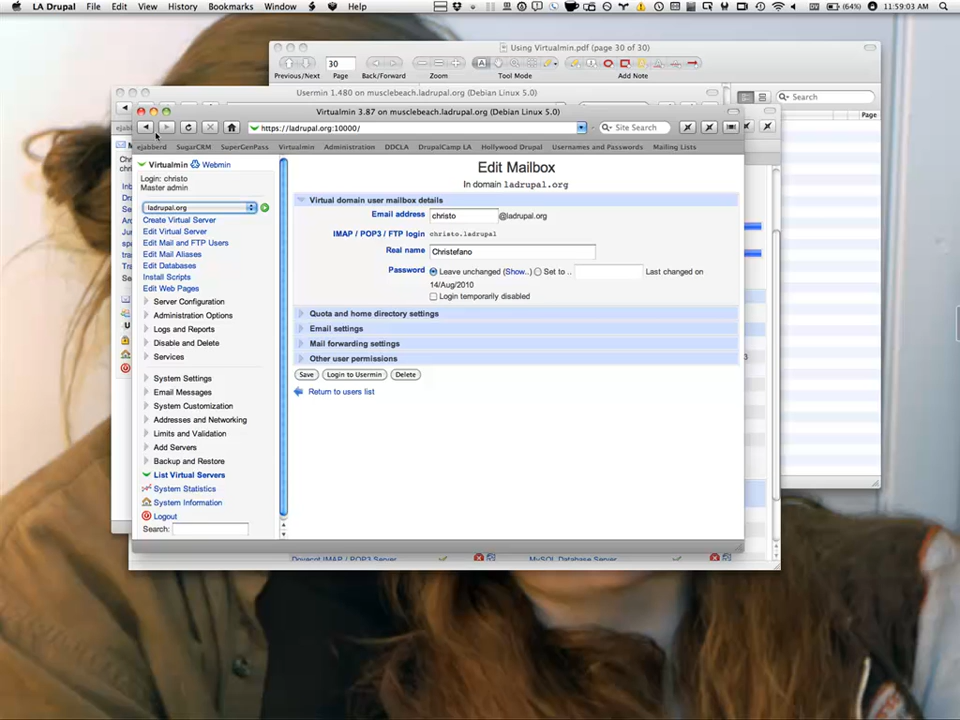 LA Drupal File Edit View History Bookmarks Window Help (64%) 11:59:03 AM
Using Virtualmin.pdf (page 30 of 30)
30
Previous/Next Page Back/Forward Zoom Tool Mode Add Note
Usermin 1.480 on musclebeach.ladrupal.org (Debian Linux 5.0)
Search
Page
Virtualmin 3.87 on musclebeach.ladrupal.org (Debian Linux 5.0)
https://ladrupal.org:10000/
Site Search
ejabberd SugarCRM SuperGenPass Virtualmin Administration DDCLA DrupalCamp LA Hollywood Drupal Usernames and Passwords Mailing Lists
Virtualmin Webmin
Login: christo
Master admin
ladrupal.org
Create Virtual Server
Edit Virtual Server
Edit Mail and FTP Users
Edit Mail Aliases
Edit Databases
Install Scripts
Edit Web Pages
Server Configuration
Administration Options
Logs and Reports
Disable and Delete
Services
System Settings
Email Messages
System Customization
Addresses and Networking
Limits and Validation
Add Servers
Backup and Restore
List Virtual Servers
System Statistics
System Information
Logout
Search:
Edit Mailbox
In domain ladrupal.org
Virtual domain user mailbox details
Email address christo @ladrupal.org
IMAP / POP3 / FTP login christo.ladrupal
Real name Christefano
Password Leave unchanged (Show..) Set to .. Last changed on
14/Aug/2010
Login temporarily disabled
Quota and home directory settings
Email settings
Mail forwarding settings
Other user permissions
Save Login to Usermin Delete
Return to users list
Dovecot IMAP / POP3 Server MySQL Database Server